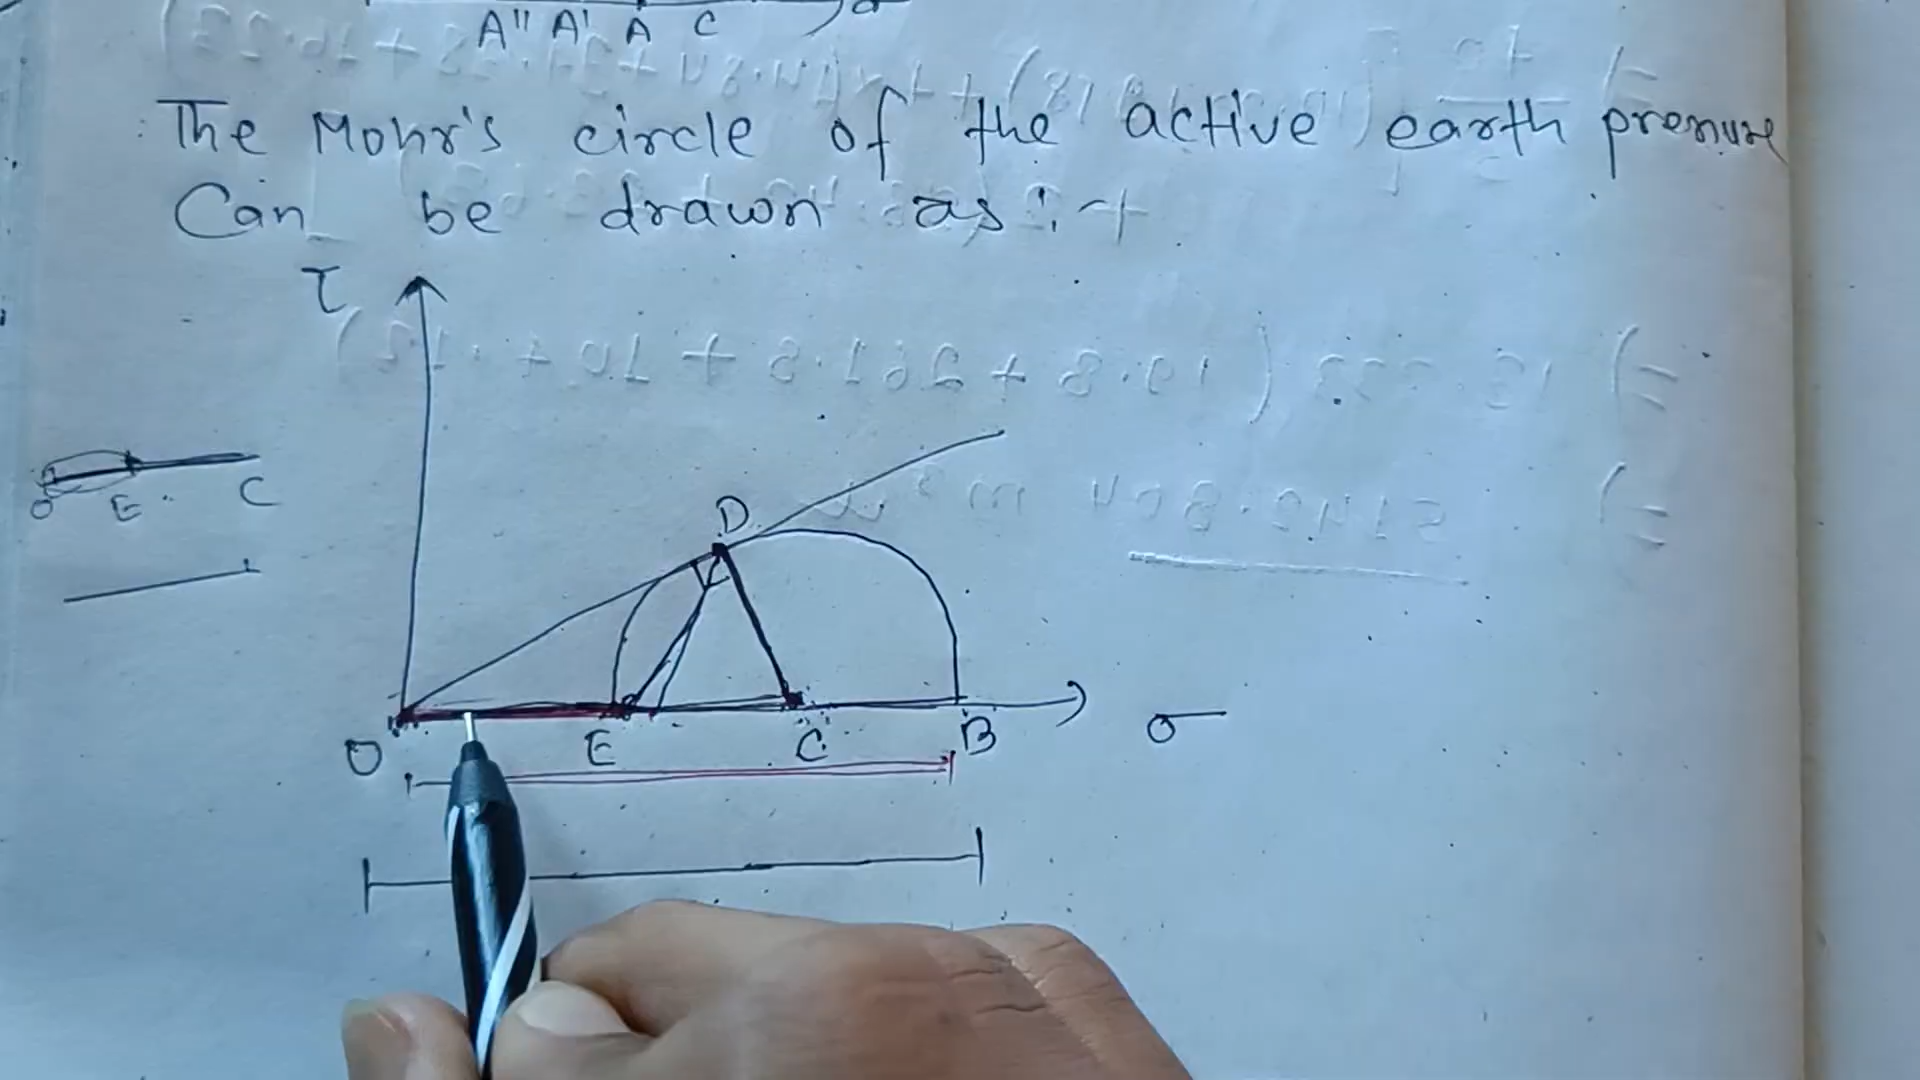 A'' A' A C
The Mohr's circle of the active earth pressure
Can be drawn as :-
τ
D
O E C
O E C B
σ